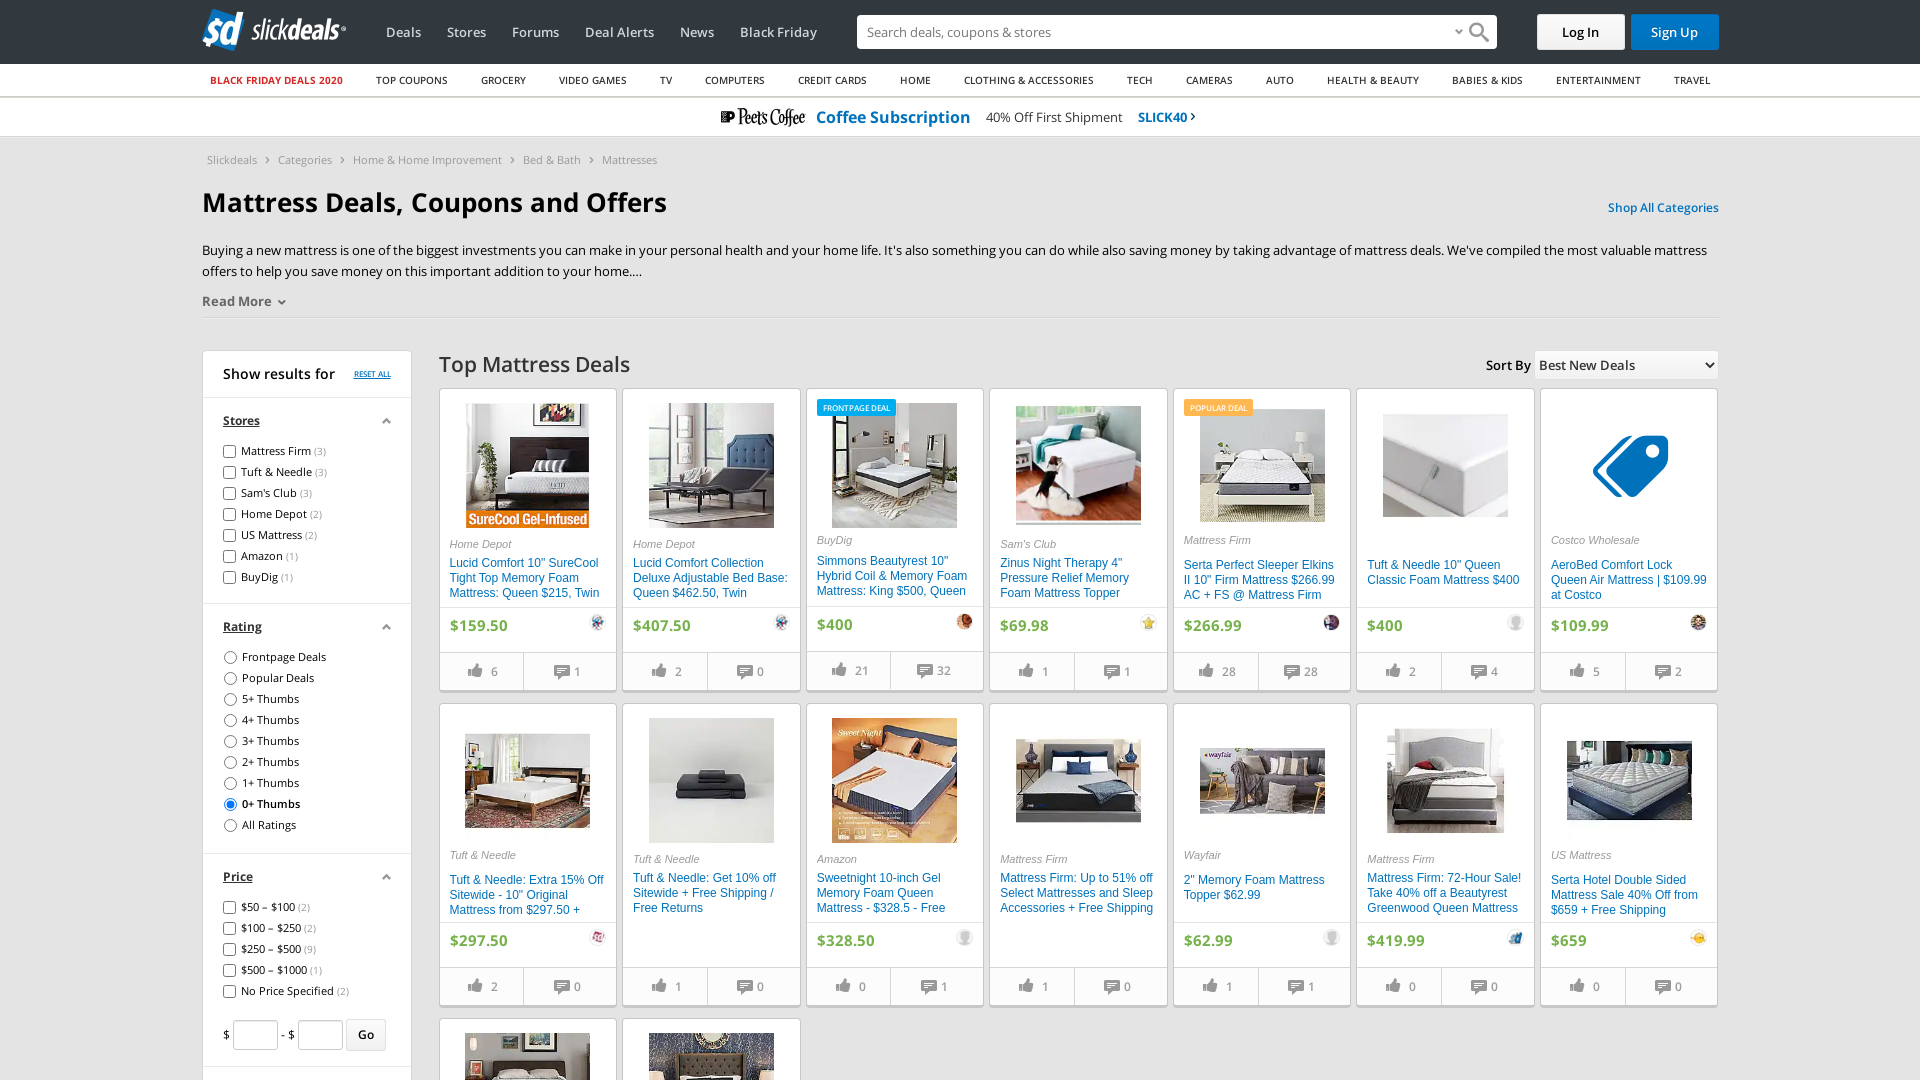 slickdeals
Deals
Stores
Forums
Deal Alerts
News
Black Friday
Search deals, coupons & stores
Log In
Sign Up
BLACK FRIDAY DEALS 2020
TOP COUPONS
GROCERY
VIDEO GAMES
TV
COMPUTERS
CREDIT CARDS
HOME
CLOTHING & ACCESSORIES
TECH
CAMERAS
AUTO
HEALTH & BEAUTY
BABIES & KIDS
ENTERTAINMENT
TRAVEL
Peet's Coffee Coffee Subscription 40% Off First Shipment SLICK40
Slickdeals > Categories > Home & Home Improvement > Bed & Bath > Mattresses
Mattress Deals, Coupons and Offers
Shop All Categories
Buying a new mattress is one of the biggest investments you can make in your personal health and your home life. It's also something you can do while also saving money by taking advantage of mattress deals. We've compiled the most valuable mattress
offers to help you save money on this important addition to your home.…
Read More
Show results for
RESET ALL
Stores
Mattress Firm (3)
Tuft & Needle (3)
Sam's Club (3)
Home Depot (2)
US Mattress (2)
Amazon (1)
BuyDig (1)
Rating
Frontpage Deals
Popular Deals
5+ Thumbs
4+ Thumbs
3+ Thumbs
2+ Thumbs
1+ Thumbs
0+ Thumbs
All Ratings
Price
$50 – $100 (2)
$100 – $250 (2)
$250 – $500 (9)
$500 – $1000 (1)
No Price Specified (2)
$ - $ Go
Top Mattress Deals
Sort By Best New Deals
SureCool Gel-Infused
Home Depot
Lucid Comfort 10" SureCool
Tight Top Memory Foam
Mattress: Queen $215, Twin
$159.50
6 1
Home Depot
Lucid Comfort Collection
Deluxe Adjustable Bed Base:
Queen $462.50, Twin
$407.50
2 0
FRONTPAGE DEAL
BuyDig
Simmons Beautyrest 10"
Hybrid Coil & Memory Foam
Mattress: King $500, Queen
$400
21 32
Sam's Club
Zinus Night Therapy 4"
Pressure Relief Memory
Foam Mattress Topper
$69.98
1 1
POPULAR DEAL
Mattress Firm
Serta Perfect Sleeper Elkins
II 10" Firm Mattress $266.99
AC + FS @ Mattress Firm
$266.99
28 28
Tuft & Needle 10" Queen
Classic Foam Mattress $400
$400
2 4
Costco Wholesale
AeroBed Comfort Lock
Queen Air Mattress | $109.99
at Costco
$109.99
5 2
Tuft & Needle
Tuft & Needle: Extra 15% Off
Sitewide - 10" Original
Mattress from $297.50 +
$297.50
2 0
Tuft & Needle
Tuft & Needle: Get 10% off
Sitewide + Free Shipping /
Free Returns
1 0
Sweet Night
Amazon
Sweetnight 10-inch Gel
Memory Foam Queen
Mattress - $328.5 - Free
$328.50
0 1
Mattress Firm
Mattress Firm: Up to 51% off
Select Mattresses and Sleep
Accessories + Free Shipping
1 0
wayfair
Wayfair
2" Memory Foam Mattress
Topper $62.99
$62.99
1 1
Mattress Firm
Mattress Firm: 72-Hour Sale!
Take 40% off a Beautyrest
Greenwood Queen Mattress
$419.99
0 0
US Mattress
Serta Hotel Double Sided
Mattress Sale 40% Off from
$659 + Free Shipping
$659
0 0